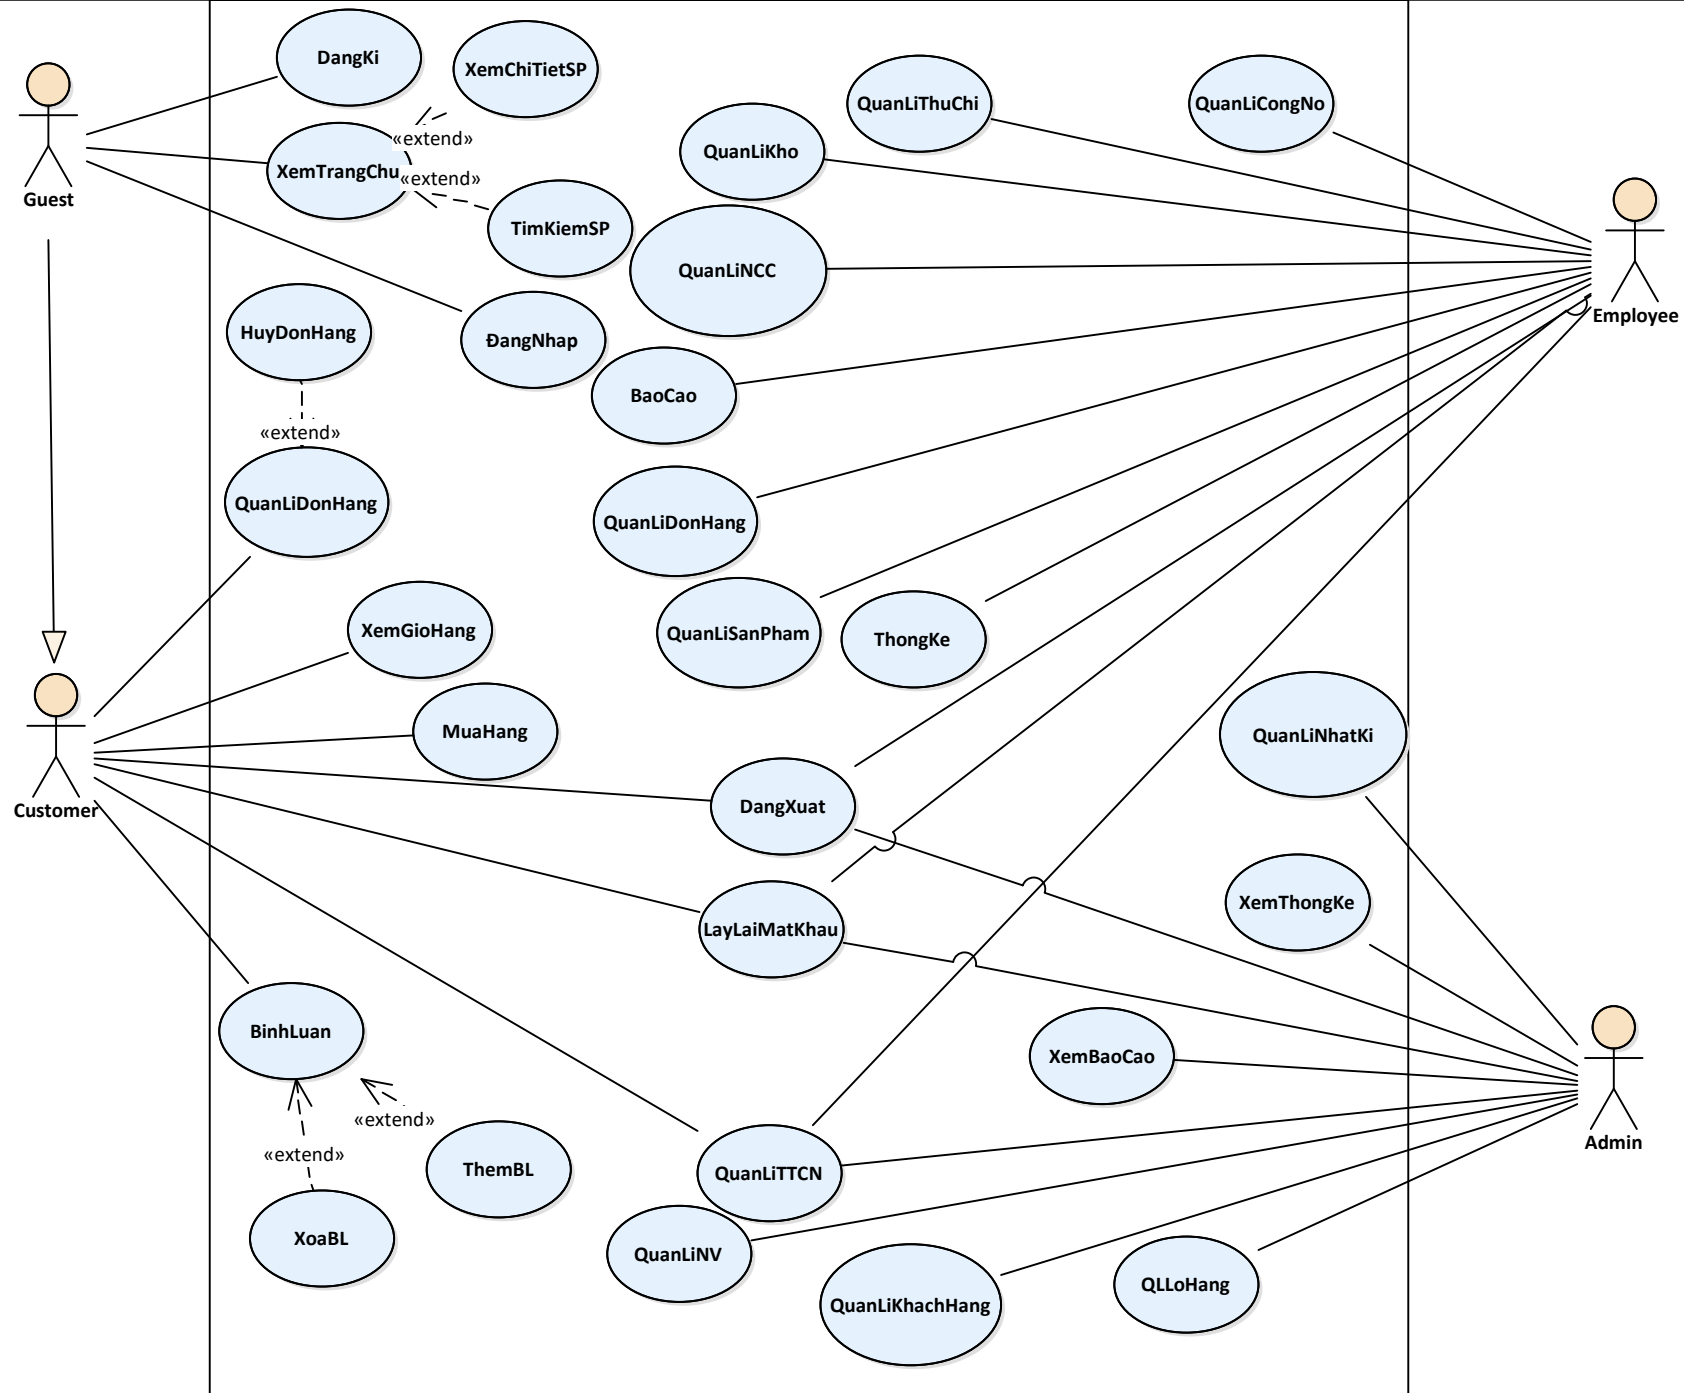 DangKi
XemChiTietSP
QuanLiThuChi
QuanLiCongNo
«extend»
QuanLiKho
XemTrangChu
«extend»
Guest
TimKiemSP
QuanLiNCC
Employee
HuyDonHang
ĐangNhap
BaoCao
«extend»
QuanLiDonHang
QuanLiDonHang
XemGioHang
QuanLiSanPham
ThongKe
MuaHang
QuanLiNhatKi
Customer
DangXuat
XemThongKe
LayLaiMatKhau
BinhLuan
XemBaoCao
«extend»
Admin
«extend»
ThemBL
QuanLiTTCN
XoaBL
QuanLiNV
QuanLiKhachHang
QLLoHang